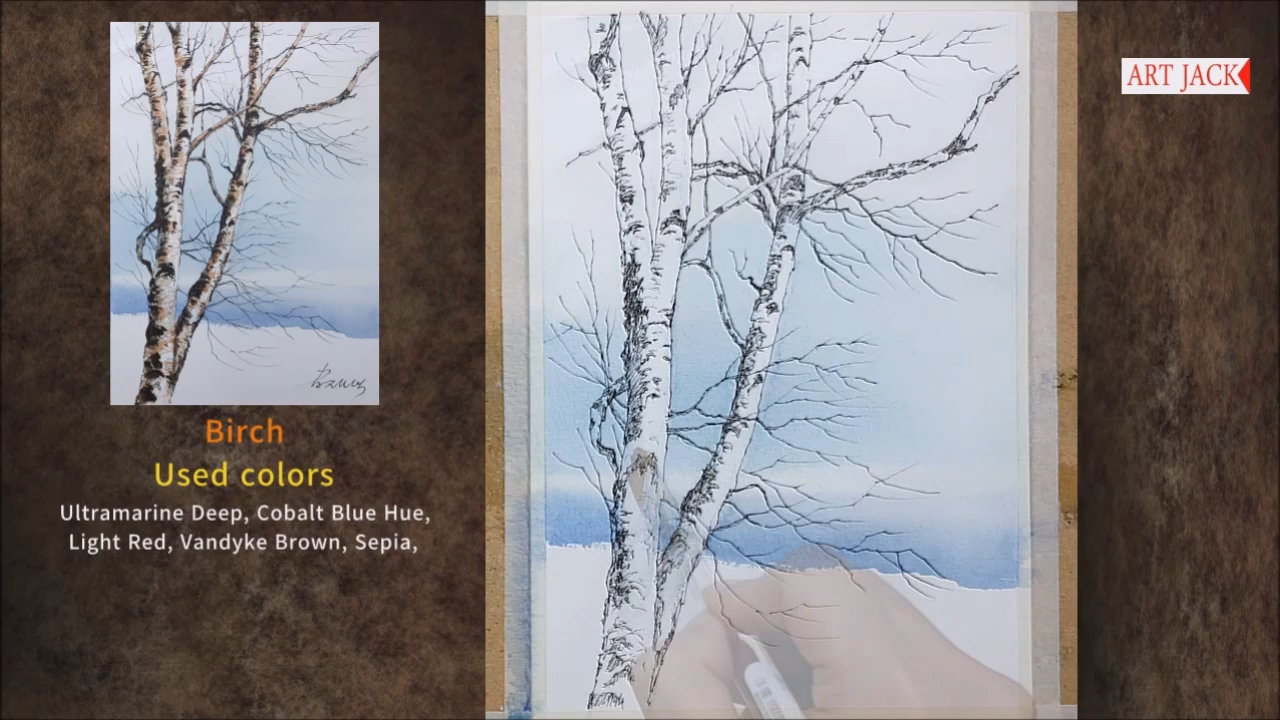 ART JACK
Birch
Used colors
Ultramarine Deep, Cobalt Blue Hue,
Light Red, Vandyke Brown, Sepia,